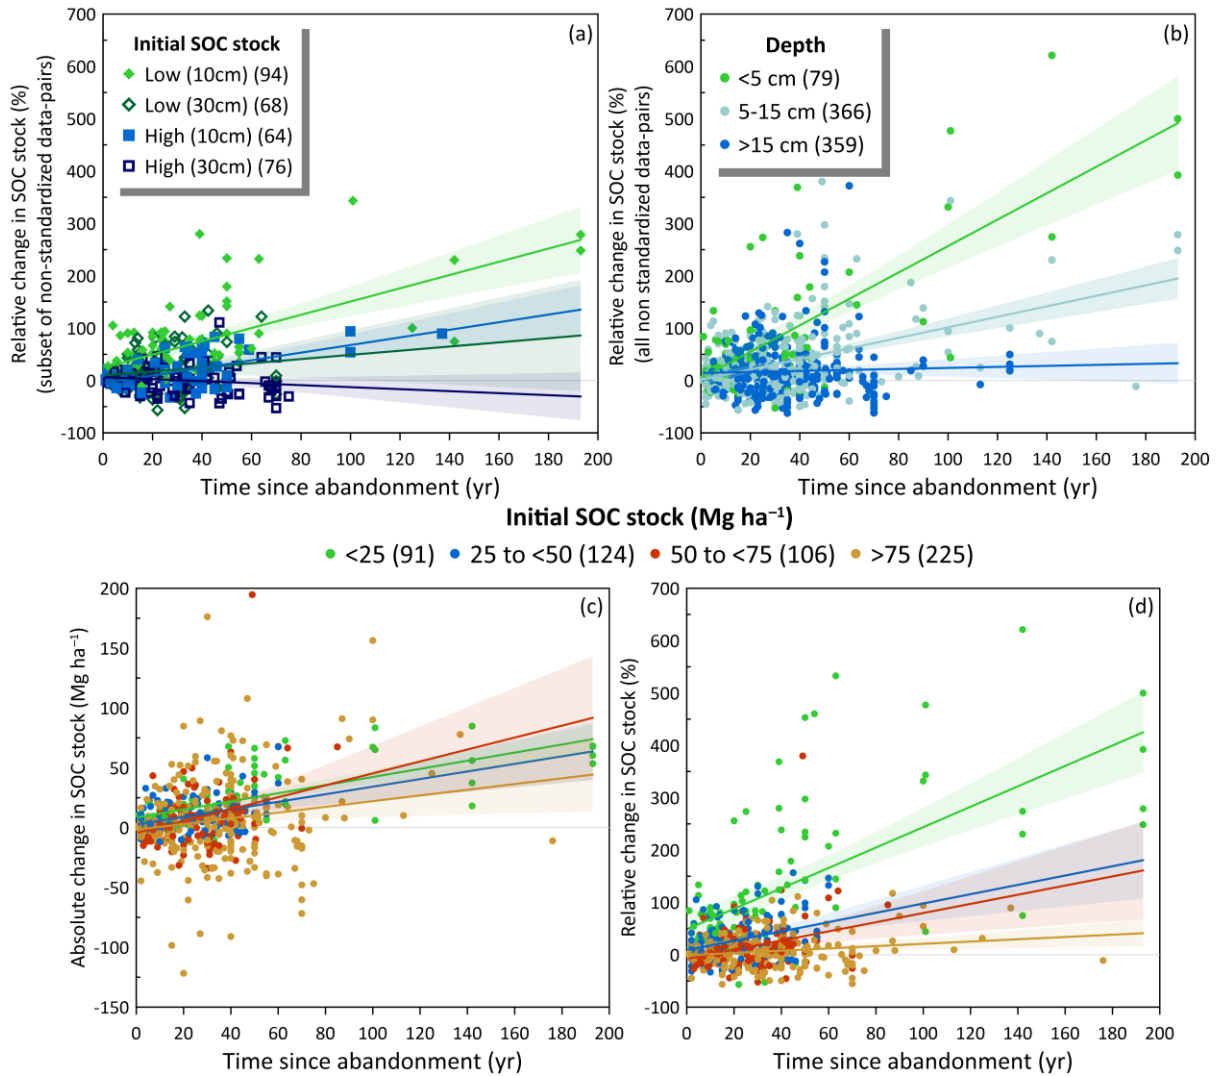 (a)
Initial SOC stock
Low (10cm) (94)
Low (30cm) (68)
High (10cm) (64)
High (30cm) (76)
Relative change in SOC stock (%)
(subset of non-standardized data-pairs)
700
600
500
400
300
200
100
0
-100
0 20 40 60 80 100 120 140 160 180 200
Time since abandonment (yr)
(b)
Depth
<5 cm (79)
5-15 cm (366)
>15 cm (359)
Relative change in SOC stock (%)
(all non standardized data-pairs)
700
600
500
400
300
200
100
0
-100
0 20 40 60 80 100 120 140 160 180 200
Time since abandonment (yr)
Initial SOC stock (Mg ha⁻¹)
<25 (91) 25 to <50 (124) 50 to <75 (106) >75 (225)
(c)
Absolute change in SOC stock (Mg ha⁻¹)
200
150
100
50
0
-50
-100
-150
0 20 40 60 80 100 120 140 160 180 200
Time since abandonment (yr)
(d)
Relative change in SOC stock (%)
700
600
500
400
300
200
100
0
-100
0 20 40 60 80 100 120 140 160 180 200
Time since abandonment (yr)